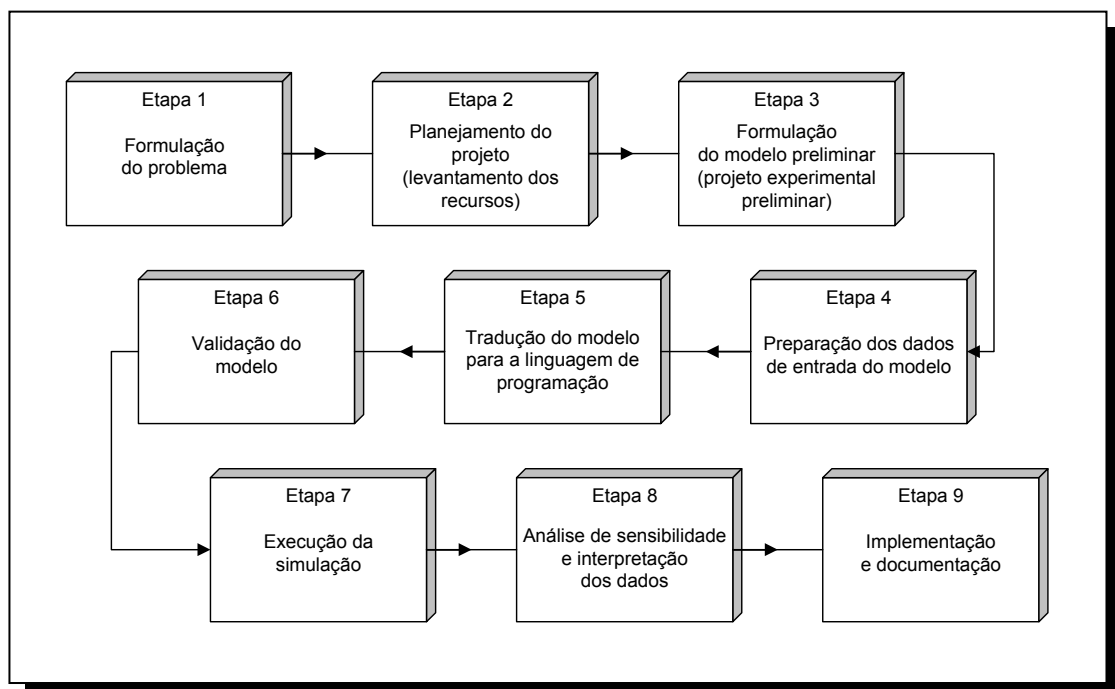 Etapa 1
Formulação
do problema
Etapa 2
Planejamento do
projeto
(levantamento dos
recursos)
Etapa 3
Formulação
do modelo preliminar
(projeto experimental
preliminar)
Etapa 4
Preparação dos dados
de entrada do modelo
Etapa 5
Tradução do modelo
para a linguagem de
programação
Etapa 6
Validação do
modelo
Etapa 7
Execução da
simulação
Etapa 8
Análise de sensibilidade
e interpretação
dos dados
Etapa 9
Implementação
e documentação